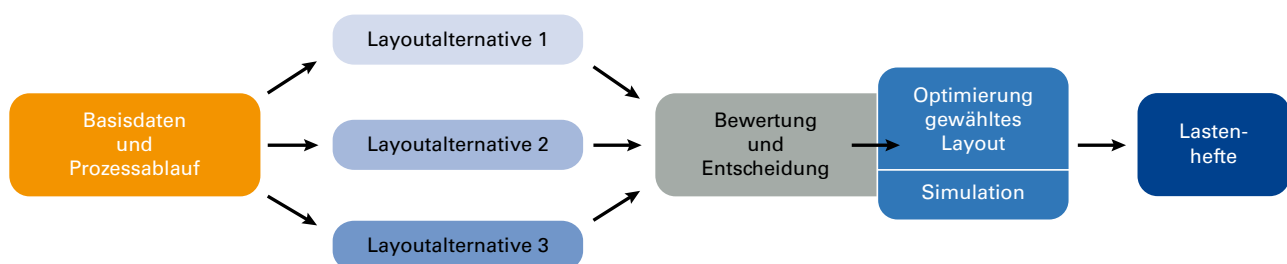 Basisdaten
und
Prozessablauf
Layoutalternative 1
Layoutalternative 2
Layoutalternative 3
Bewertung
und
Entscheidung
Optimierung
gewähltes
Layout
Simulation
Lasten-
hefte